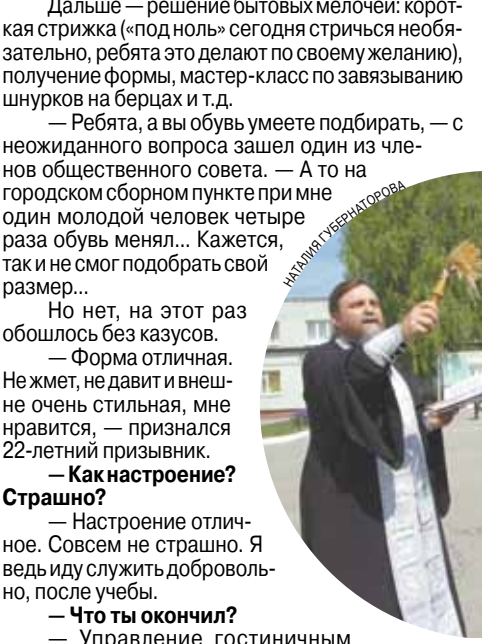 Дальше — решение бытовых мелочей: корот-
кая стрижка («под ноль» сегодня стричься необя-
зательно, ребята это делают по своему желанию),
получение формы, мастер-класс по завязыванию
шнурков на берцах и т.д.
— Ребята, а вы обувь умеете подбирать, — с
неожиданного вопроса зашел один из чле-
нов общественного совета. — А то на
городском сборном пункте при мне
один молодой человек четыре
раза обувь менял... Кажется,
так и не смог подобрать свой
размер...
Но нет, на этот раз
обошлось без казусов.
— Форма отличная.
Не жмет, не давит и внеш-
не очень стильная, мне
нравится, — признался
22-летний призывник.
— Как настроение?
Страшно?
— Настроение отлич-
ное. Совсем не страшно. Я
ведь иду служить доброволь-
но, после учебы.
— Что ты окончил?
— Управление гостиничным
НАТАЛИЯ ГУБЕРНАТОРОВА